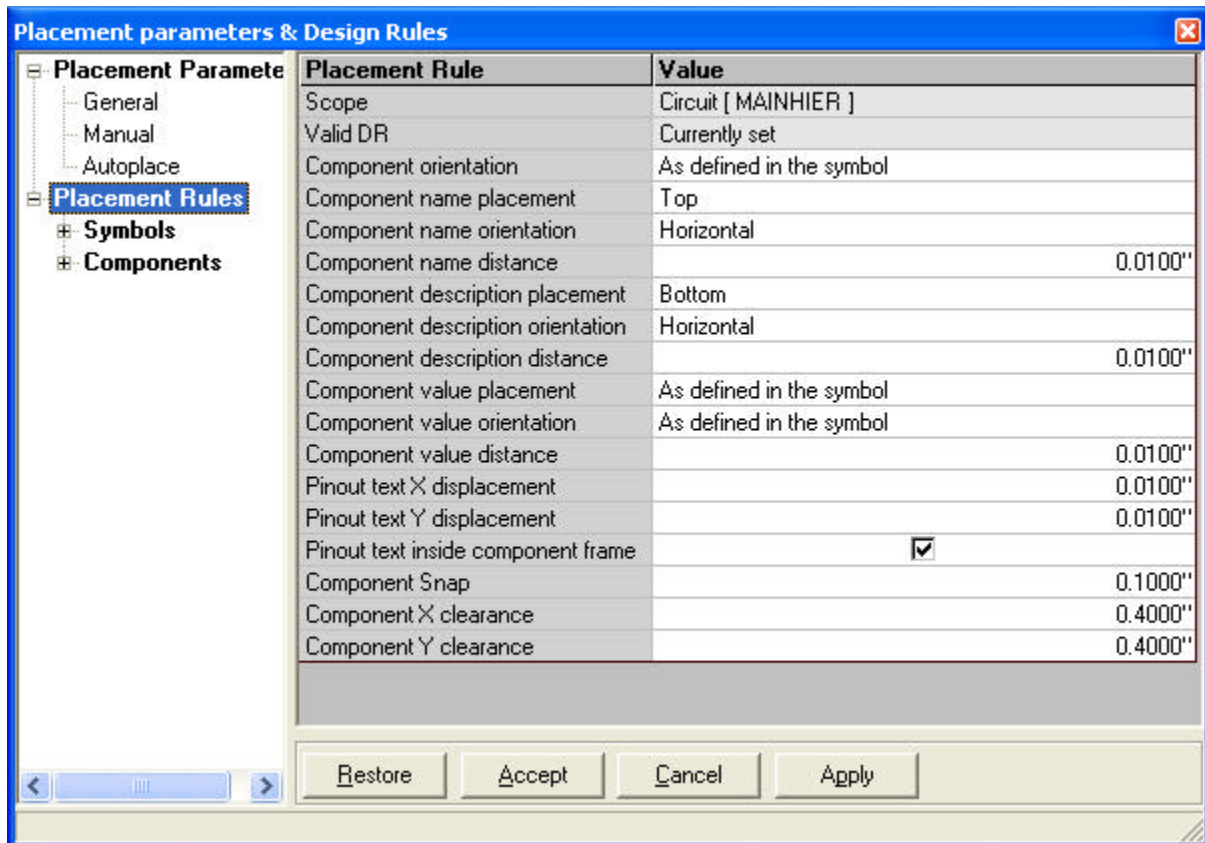 Placement parameters & Design Rules
Placement Paramete
General
Manual
Autoplace
Placement Rules
Symbols
Components
Placement Rule Value
Scope Circuit [ MAINHIER ]
Valid DR Currently set
Component orientation As defined in the symbol
Component name placement Top
Component name orientation Horizontal
Component name distance 0.0100"
Component description placement Bottom
Component description orientation Horizontal
Component description distance 0.0100"
Component value placement As defined in the symbol
Component value orientation As defined in the symbol
Component value distance 0.0100"
Pinout text X displacement 0.0100"
Pinout text Y displacement 0.0100"
Pinout text inside component frame
Component Snap 0.1000"
Component X clearance 0.4000"
Component Y clearance 0.4000"
Restore Accept Cancel Apply